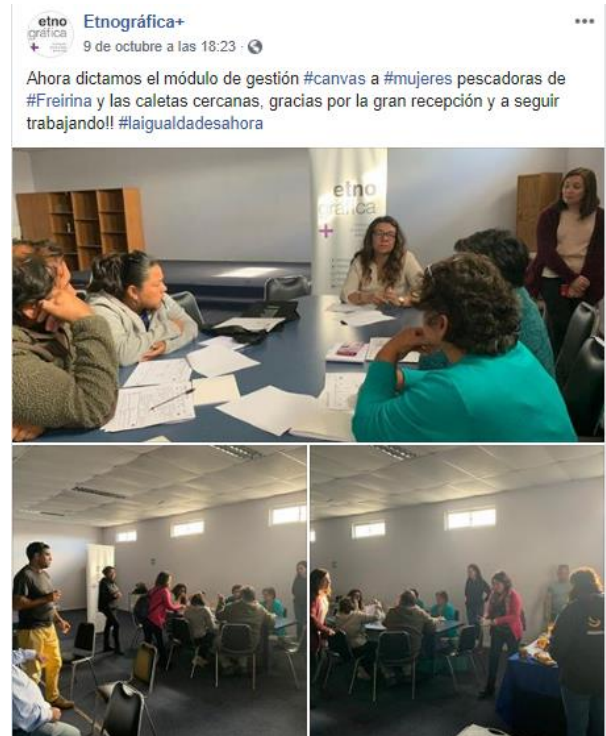 etno
gráfica
+
Etnográfica+
9 de octubre a las 18:23 ·
Ahora dictamos el módulo de gestión #canvas a #mujeres pescadoras de
#Freirina y las caletas cercanas, gracias por la gran recepción y a seguir
trabajando!! #laigualdadesahora
etno
gráfica
+